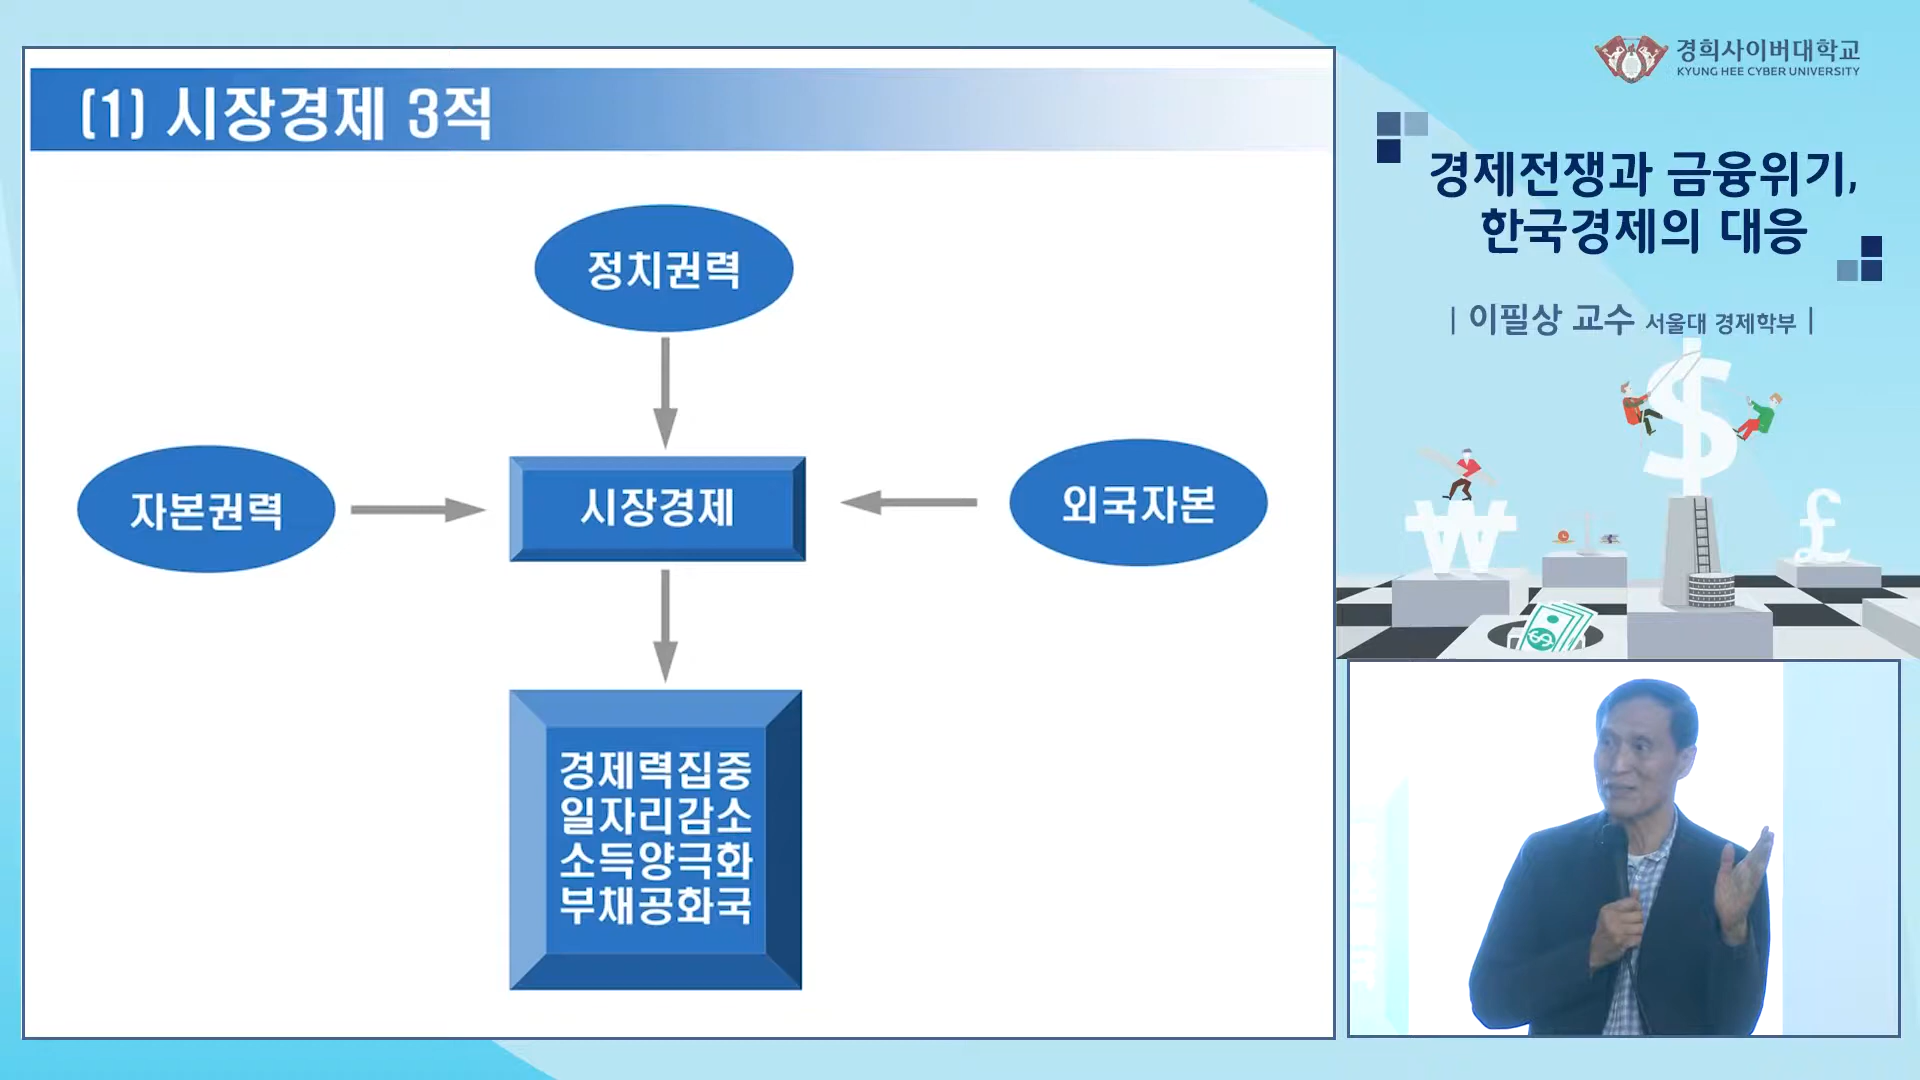 (1) 시장경제 3적
정치권력
자본권력
시장경제
외국자본
경제력집중
일자리감소
소득양극화
부채공화국
경희사이버대학교
KYUNG HEE CYBER UNIVERSITY
경제전쟁과 금융위기,
한국경제의 대응
| 이필상 교수 서울대 경제학부 |
$
₩
£
$